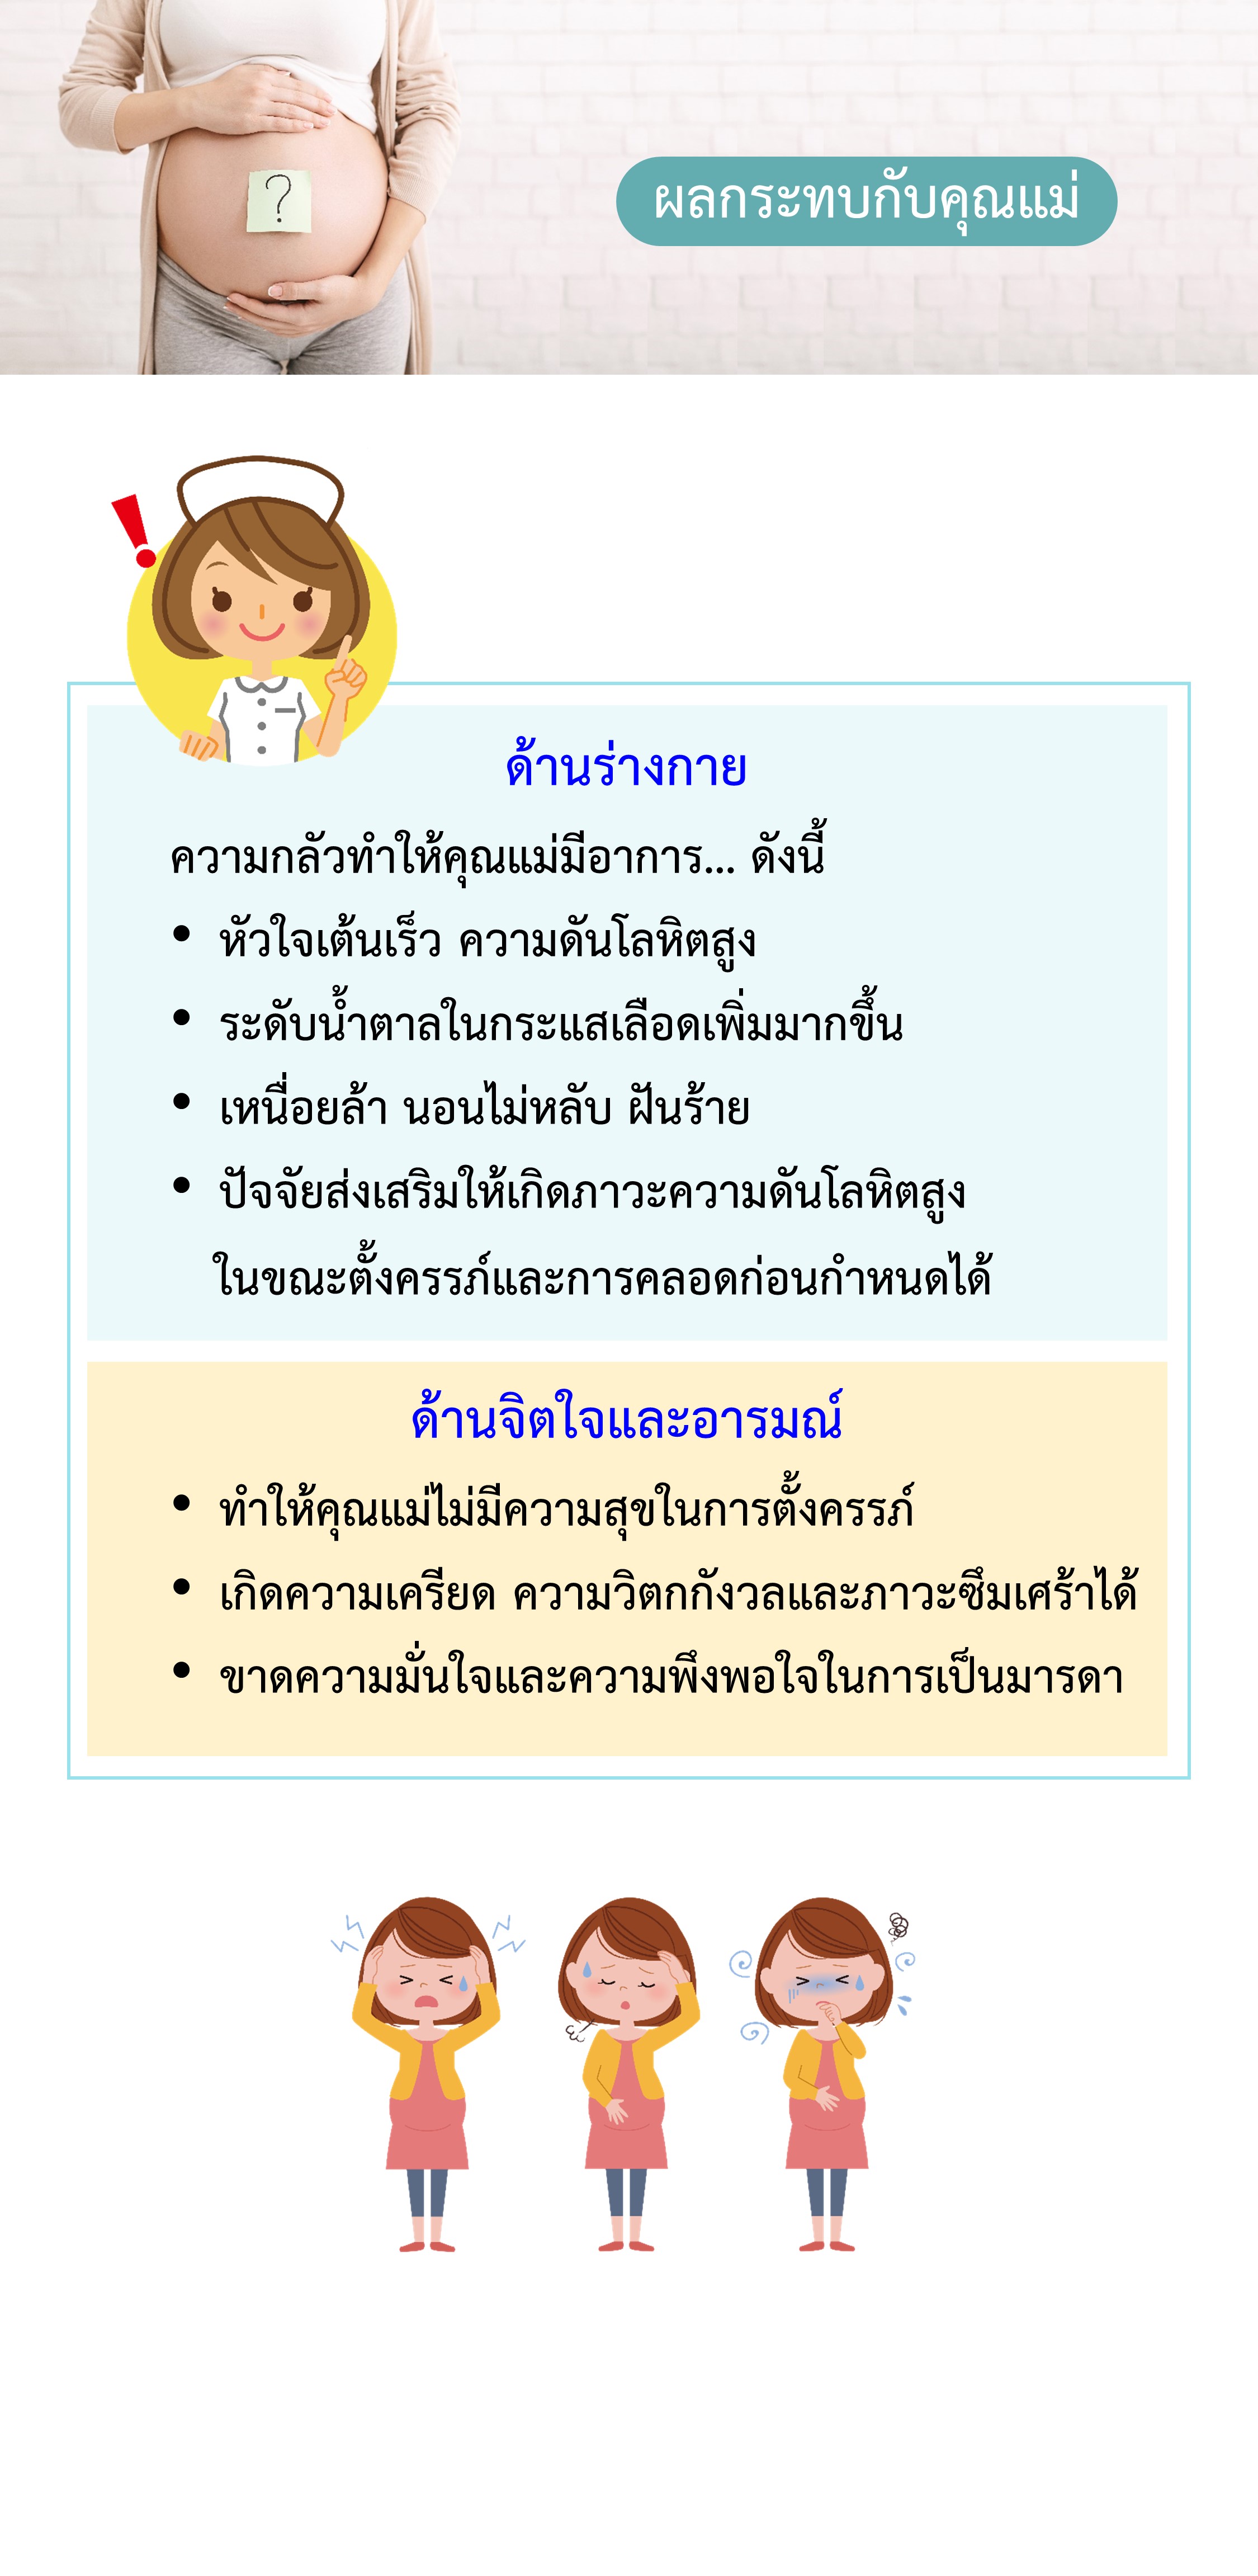 ?
ผลกระทบกับคุณแม่
ด้านร่างกาย
ความกลัวทำให้คุณแม่มีอาการ... ดังนี้
• หัวใจเต้นเร็ว ความดันโลหิตสูง
• ระดับน้ำตาลในกระแสเลือดเพิ่มมากขึ้น
• เหนื่อยล้า นอนไม่หลับ ฝันร้าย
• ปัจจัยส่งเสริมให้เกิดภาวะความดันโลหิตสูง
ในขณะตั้งครรภ์และการคลอดก่อนกำหนดได้
ด้านจิตใจและอารมณ์
• ทำให้คุณแม่ไม่มีความสุขในการตั้งครรภ์
• เกิดความเครียด ความวิตกกังวลและภาวะซึมเศร้าได้
• ขาดความมั่นใจและความพึงพอใจในการเป็นมารดา